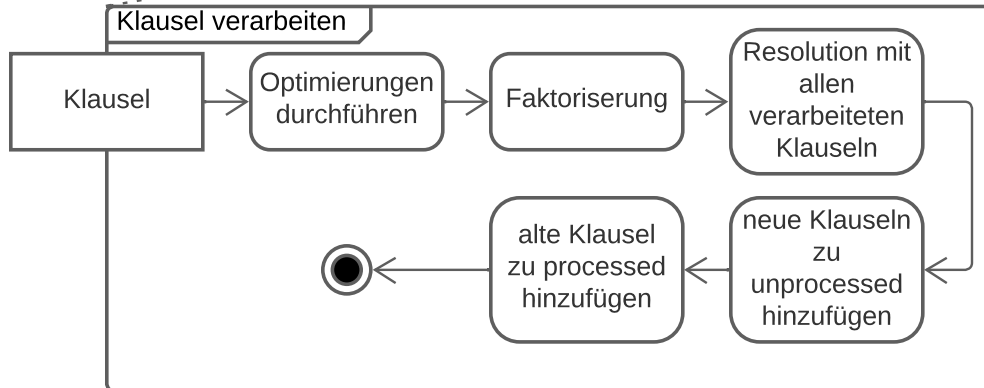 Klausel verarbeiten
Klausel
Optimierungen
durchführen
Faktoriserung
Resolution mit
allen
verarbeiteten
Klauseln
neue Klauseln
zu
unprocessed
hinzufügen
alte Klausel
zu processed
hinzufügen